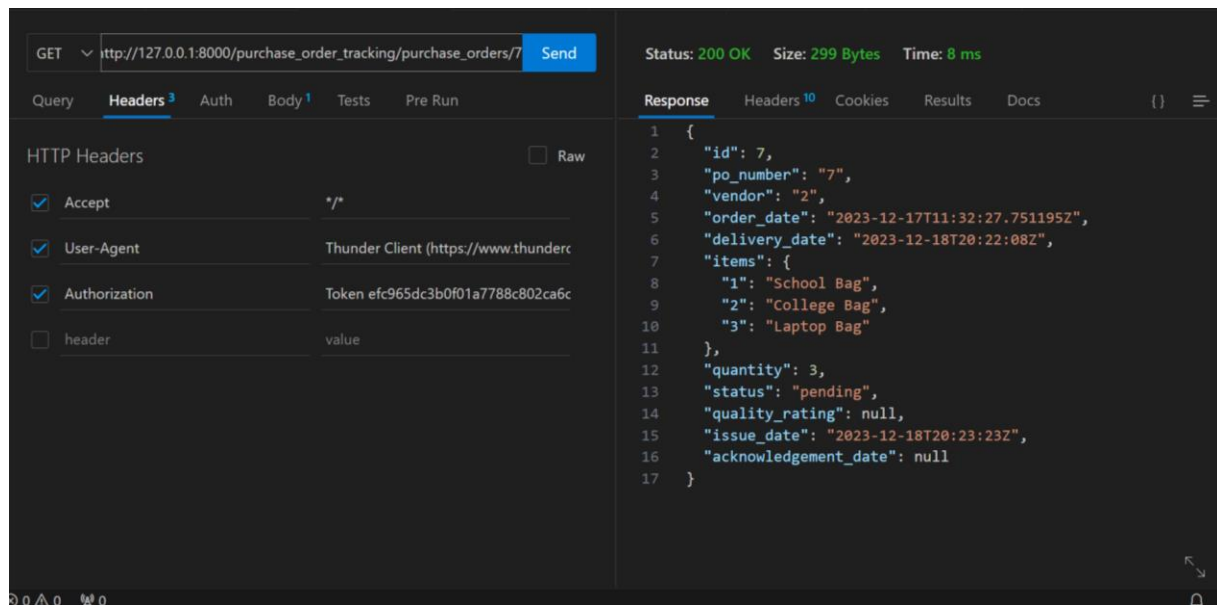 GET ttp://127.0.0.1:8000/purchase_order_tracking/purchase_orders/7 Send
Query Headers 3 Auth Body 1 Tests Pre Run
HTTP Headers Raw
Accept */*
User-Agent Thunder Client (https://www.thunderc
Authorization Token efc965dc3b0f01a7788c802ca6c
header value
Status: 200 OK Size: 299 Bytes Time: 8 ms
Response Headers 10 Cookies Results Docs {}
1 {
2 "id": 7,
3 "po_number": "7",
4 "vendor": "2",
5 "order_date": "2023-12-17T11:32:27.751195Z",
6 "delivery_date": "2023-12-18T20:22:08Z",
7 "items": {
8 "1": "School Bag",
9 "2": "College Bag",
10 "3": "Laptop Bag"
11 },
12 "quantity": 3,
13 "status": "pending",
14 "quality_rating": null,
15 "issue_date": "2023-12-18T20:23:23Z",
16 "acknowledgement_date": null
17 }
0 0 0